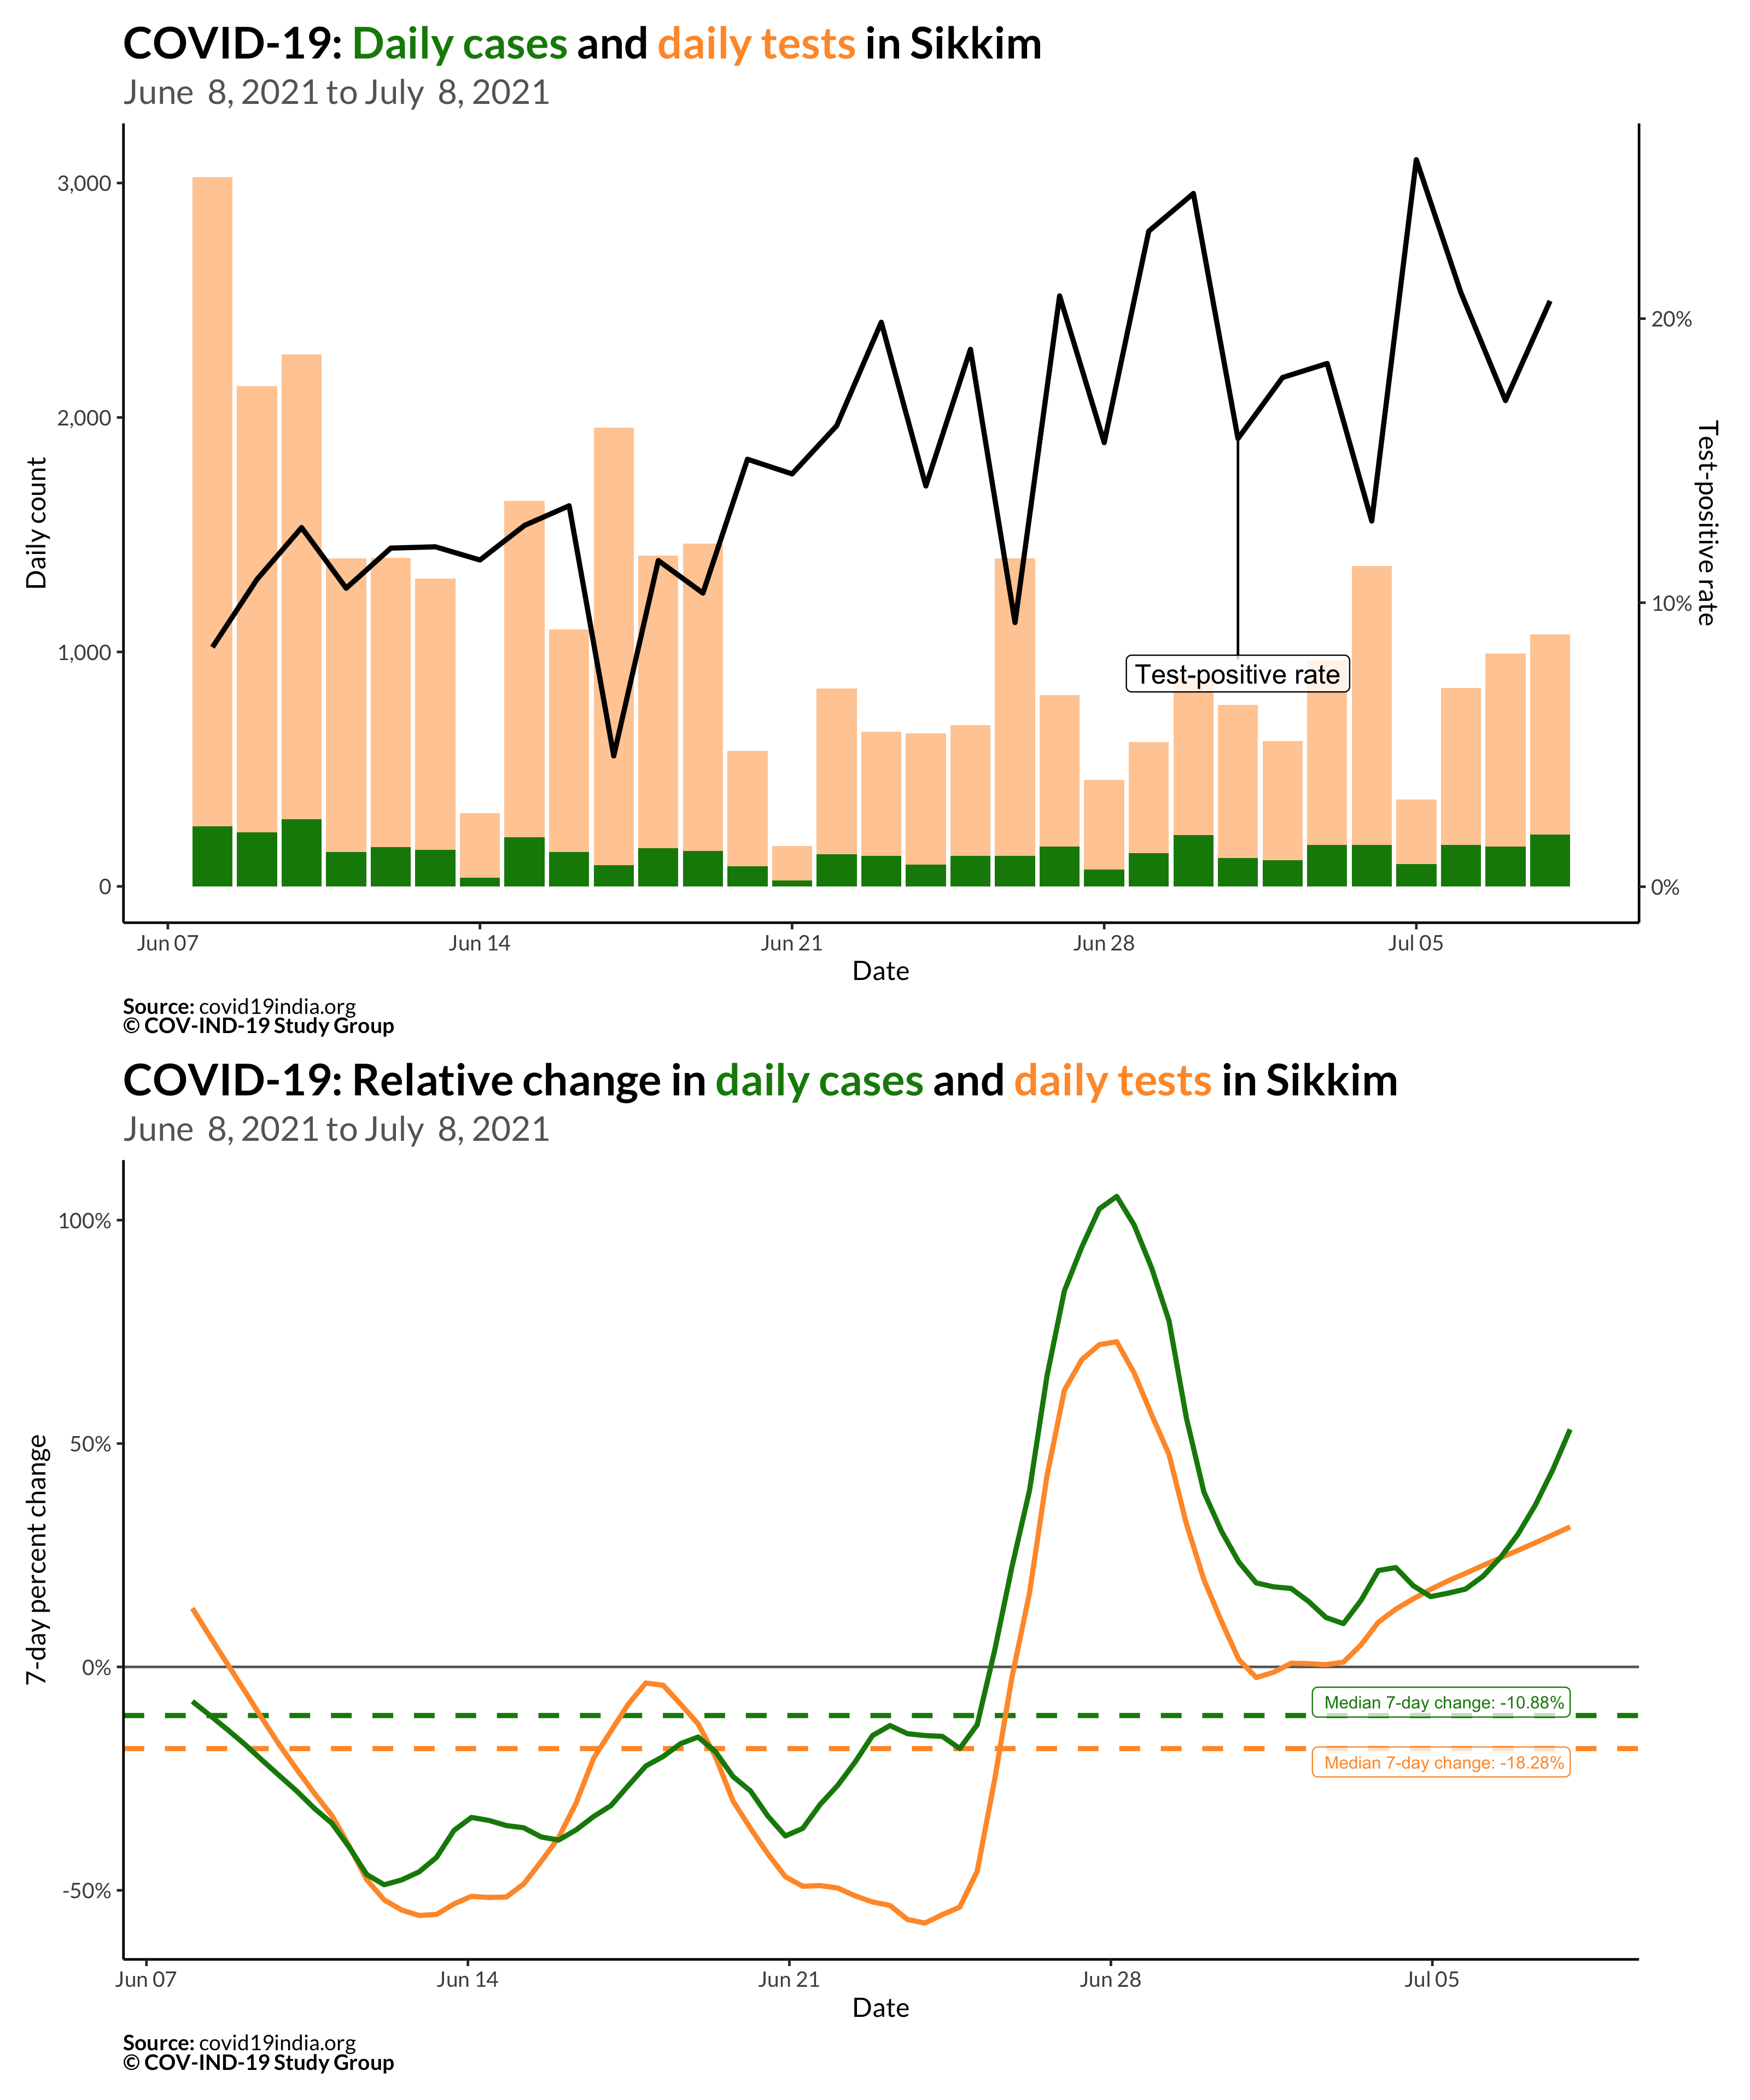 COVID-19: Daily cases and daily tests in Sikkim
June 8, 2021 to July 8, 2021
3,000
2,000
1,000
0
Daily count
20%
10%
0%
Test-positive rate
Test-positive rate
Jun 07 Jun 14 Jun 21 Jun 28 Jul 05
Date
Source: covid19india.org
© COV-IND-19 Study Group
COVID-19: Relative change in daily cases and daily tests in Sikkim
June 8, 2021 to July 8, 2021
100%
50%
0%
-50%
7-day percent change
Median 7-day change: -10.88%
Median 7-day change: -18.28%
Jun 07 Jun 14 Jun 21 Jun 28 Jul 05
Date
Source: covid19india.org
© COV-IND-19 Study Group